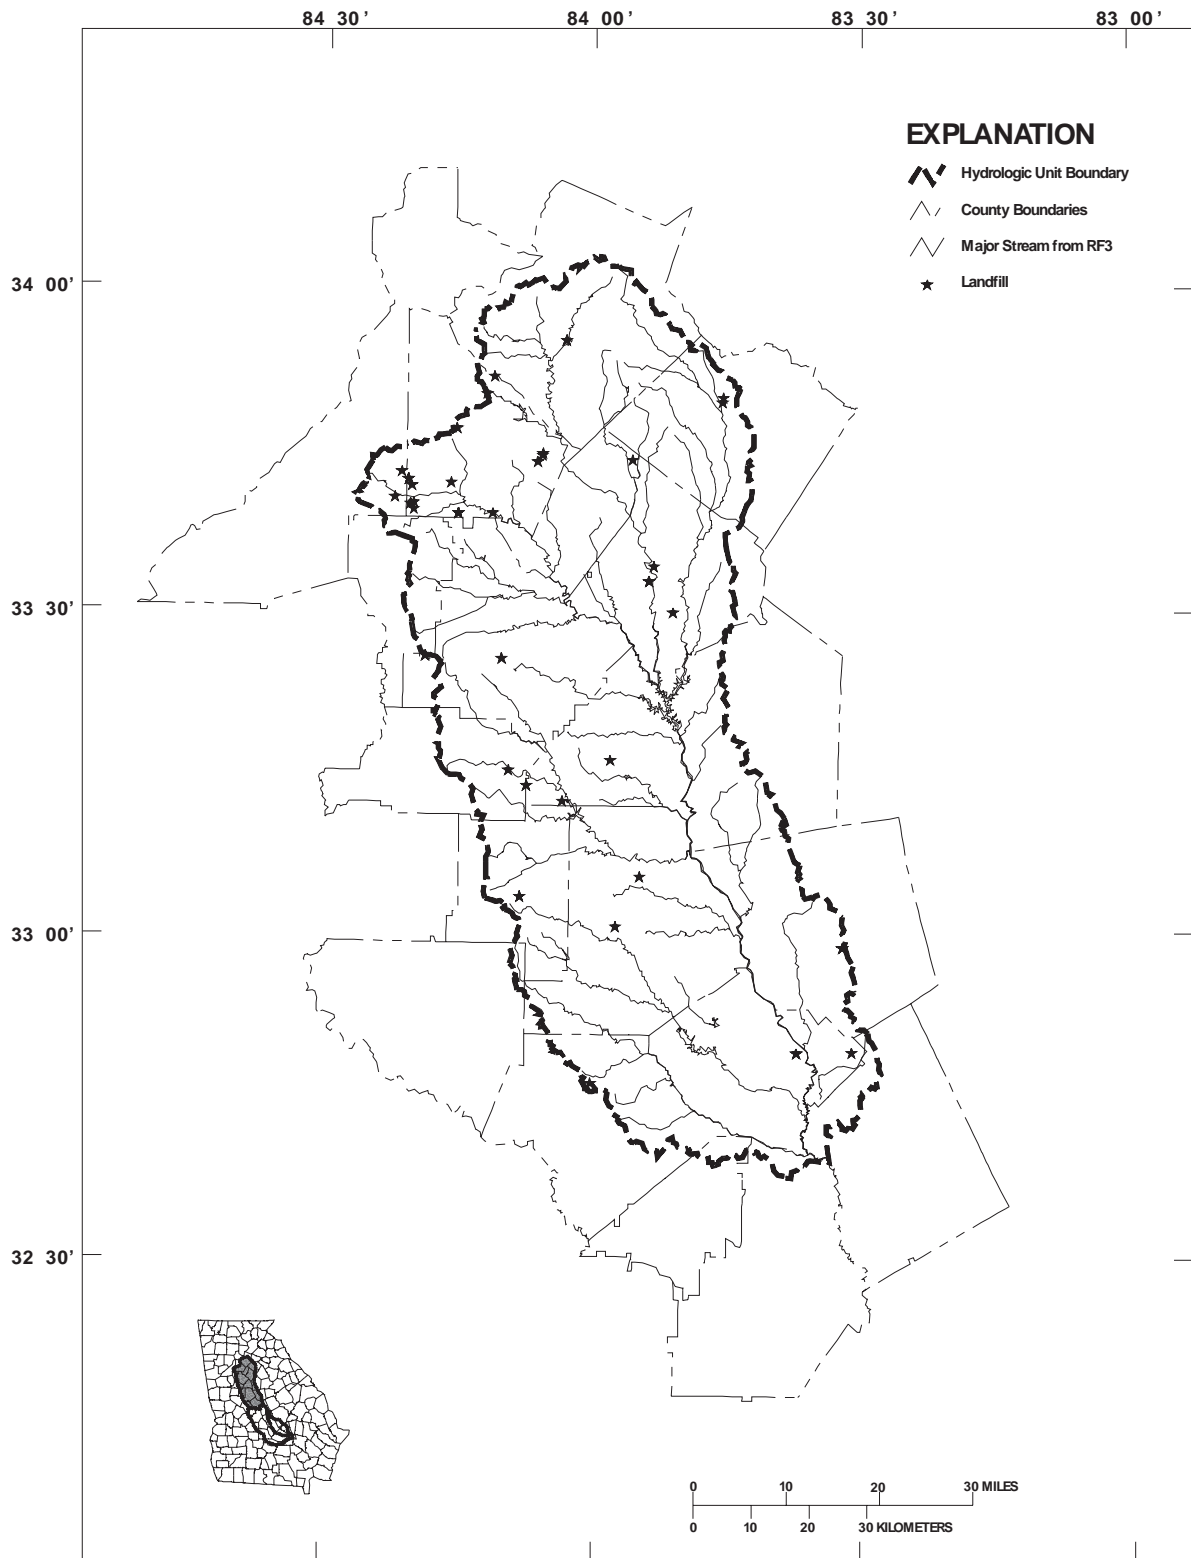 84 30’ 84 00’ 83 30’ 83 00’
EXPLANATION
Hydrologic Unit Boundary
County Boundaries
Major Stream from RF3
Landfill
34 00’
33 30’
33 00’
32 30’
0 10 20 30 MILES
0 10 20 30 KILOMETERS